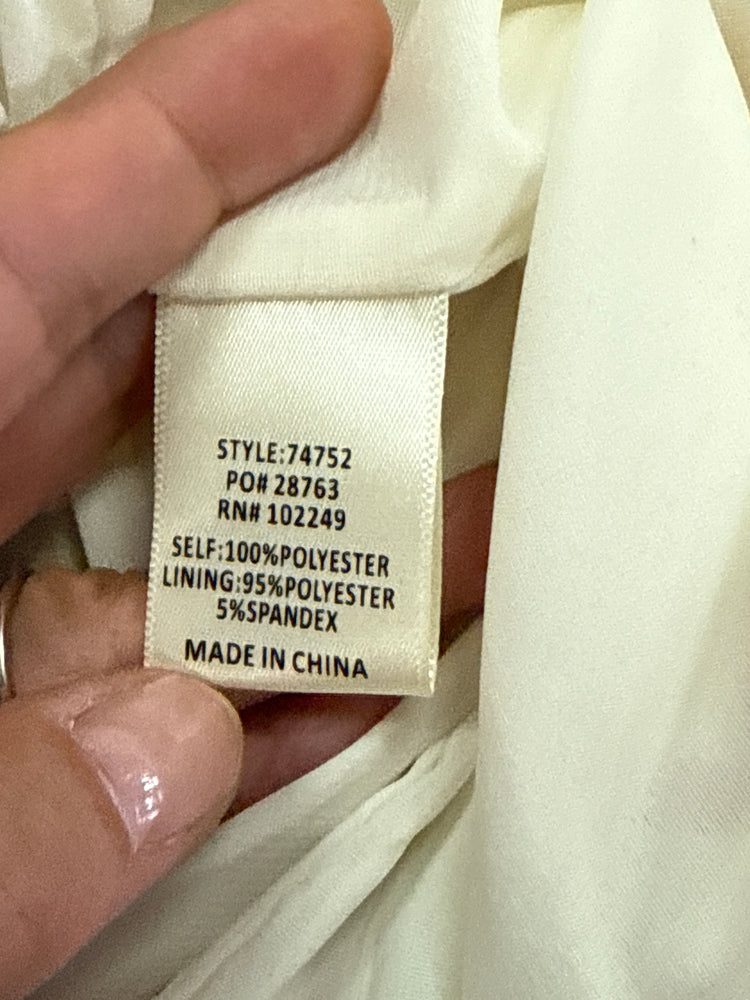 STYLE:74752
PO# 28763
RN# 102249
SELF:100%POLYESTER
LINING:95%POLYESTER
5%SPANDEX
MADE IN CHINA